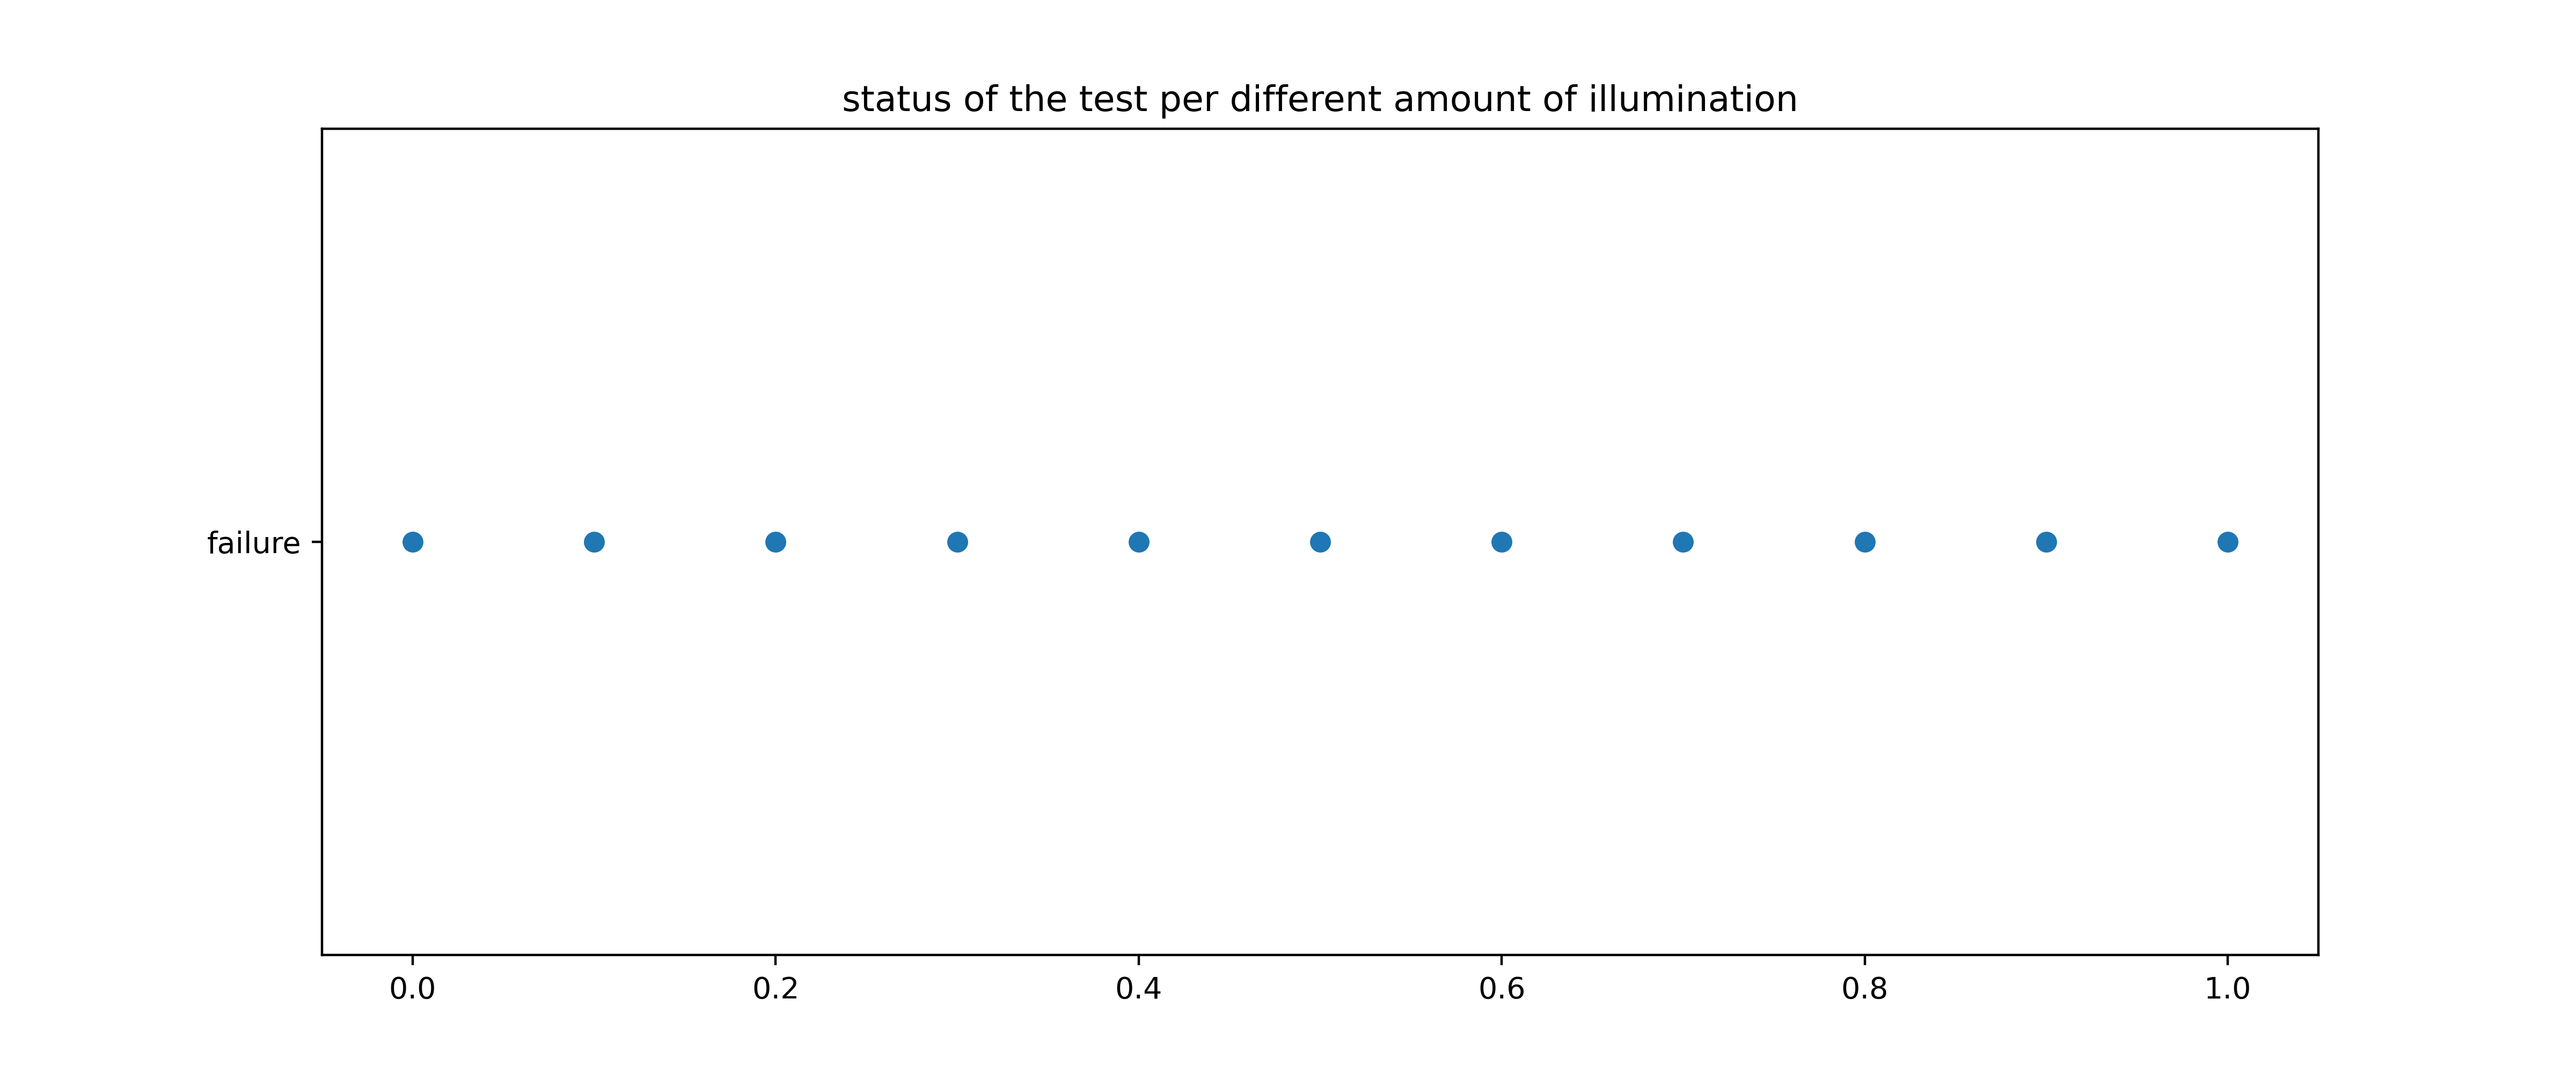 status of the test per different amount of illumination
failure
0.0 0.2 0.4 0.6 0.8 1.0